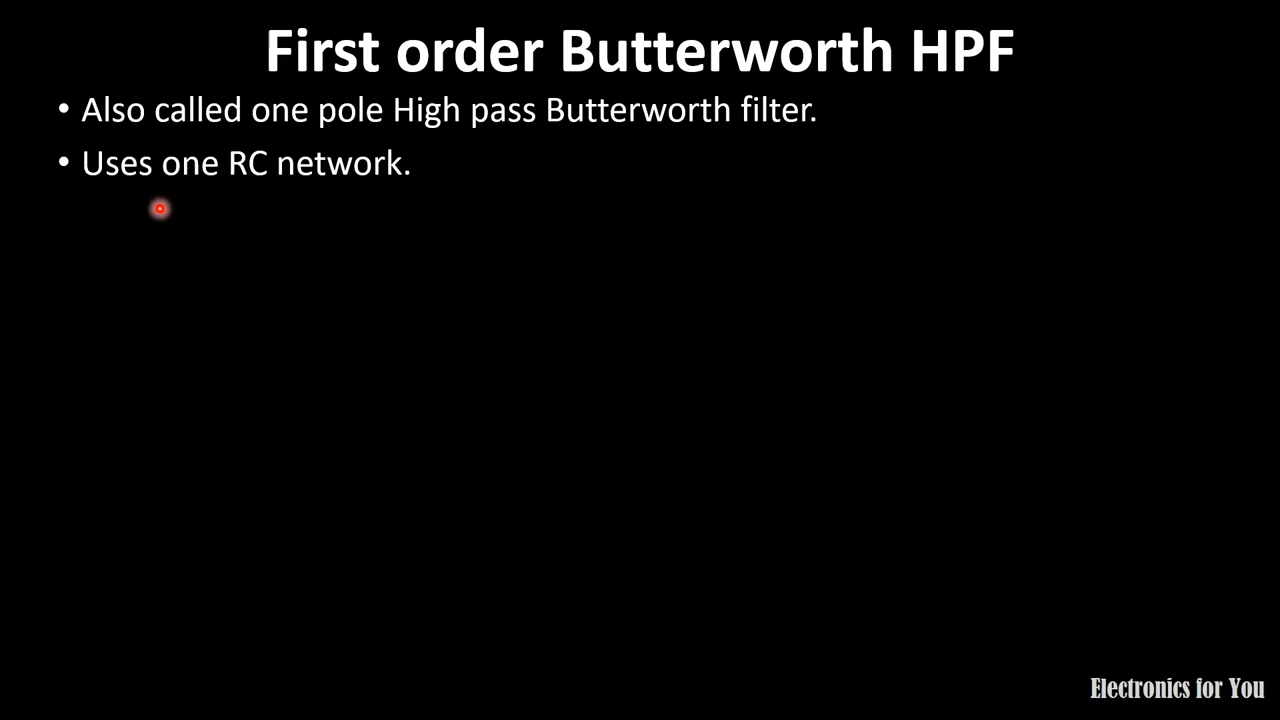 First order Butterworth HPF
• Also called one pole High pass Butterworth filter.
• Uses one RC network.
Electronics for You